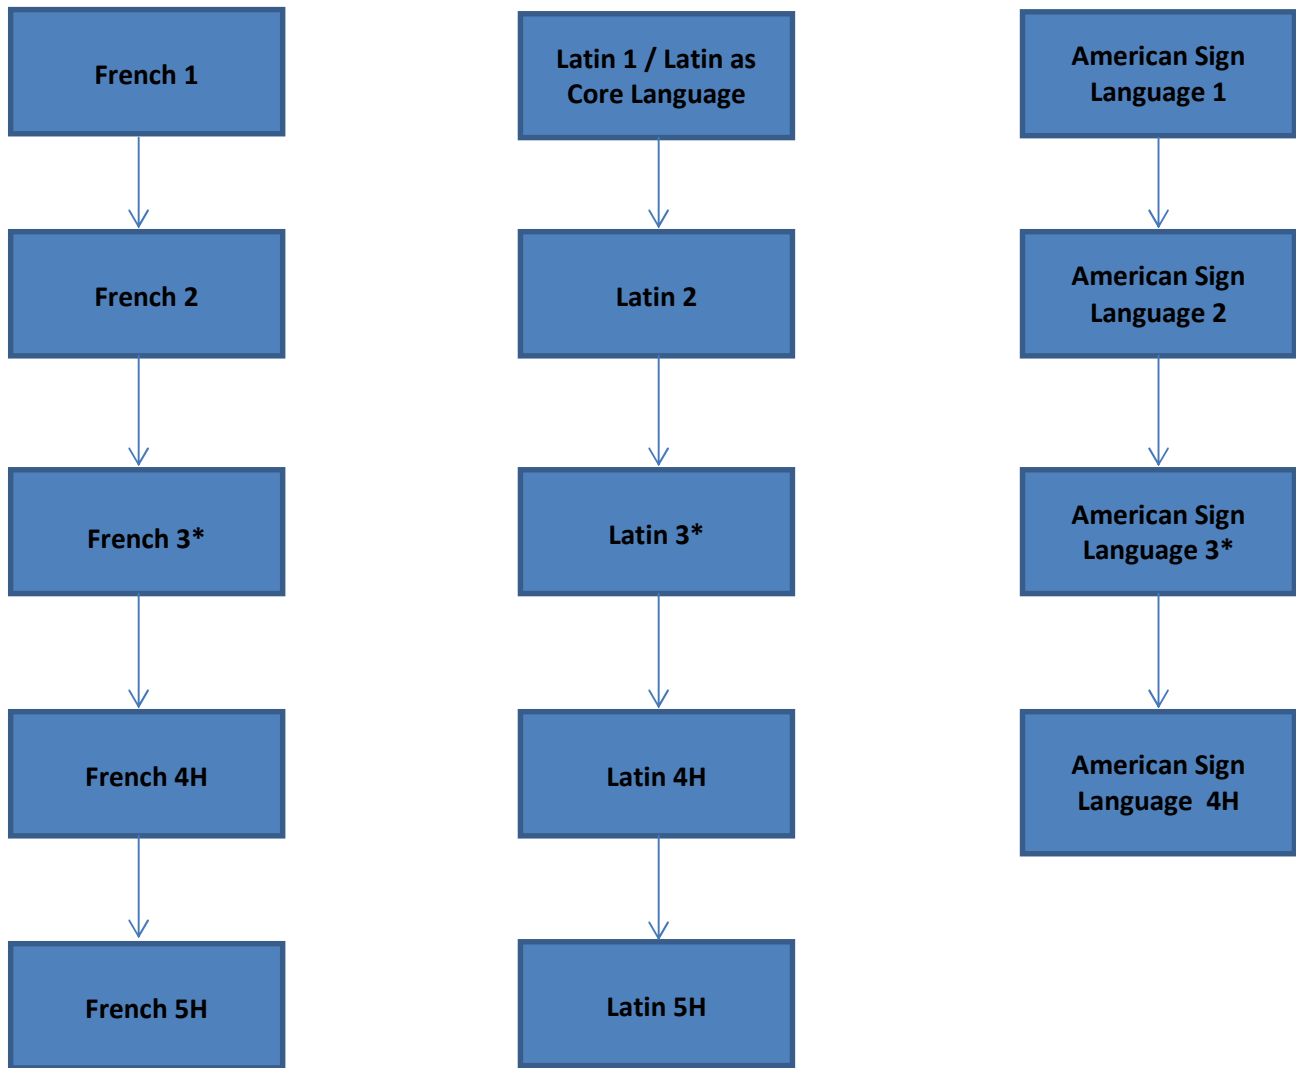 French 1
Latin 1 / Latin as
Core Language
American Sign
Language 1
French 2
Latin 2
American Sign
Language 2
French 3*
Latin 3*
American Sign
Language 3*
French 4H
Latin 4H
American Sign
Language  4H
French 5H
Latin 5H